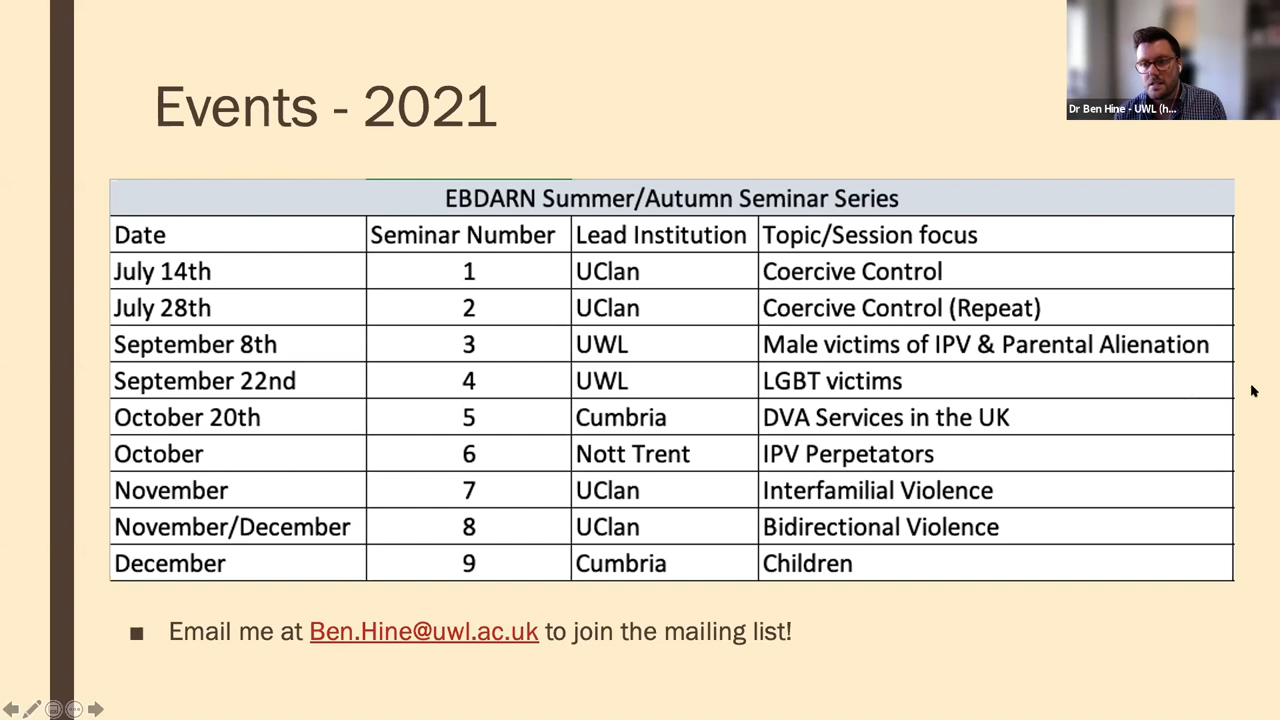 Events - 2021
Dr Ben Hine - UWL (h...
EBDARN Summer/Autumn Seminar Series
Date Seminar Number Lead Institution Topic/Session focus
July 14th 1 UClan Coercive Control
July 28th 2 UClan Coercive Control (Repeat)
September 8th 3 UWL Male victims of IPV & Parental Alienation
September 22nd 4 UWL LGBT victims
October 20th 5 Cumbria DVA Services in the UK
October 6 Nott Trent IPV Perpetators
November 7 UClan Interfamilial Violence
November/December 8 UClan Bidirectional Violence
December 9 Cumbria Children
■ Email me at Ben.Hine@uwl.ac.uk to join the mailing list!